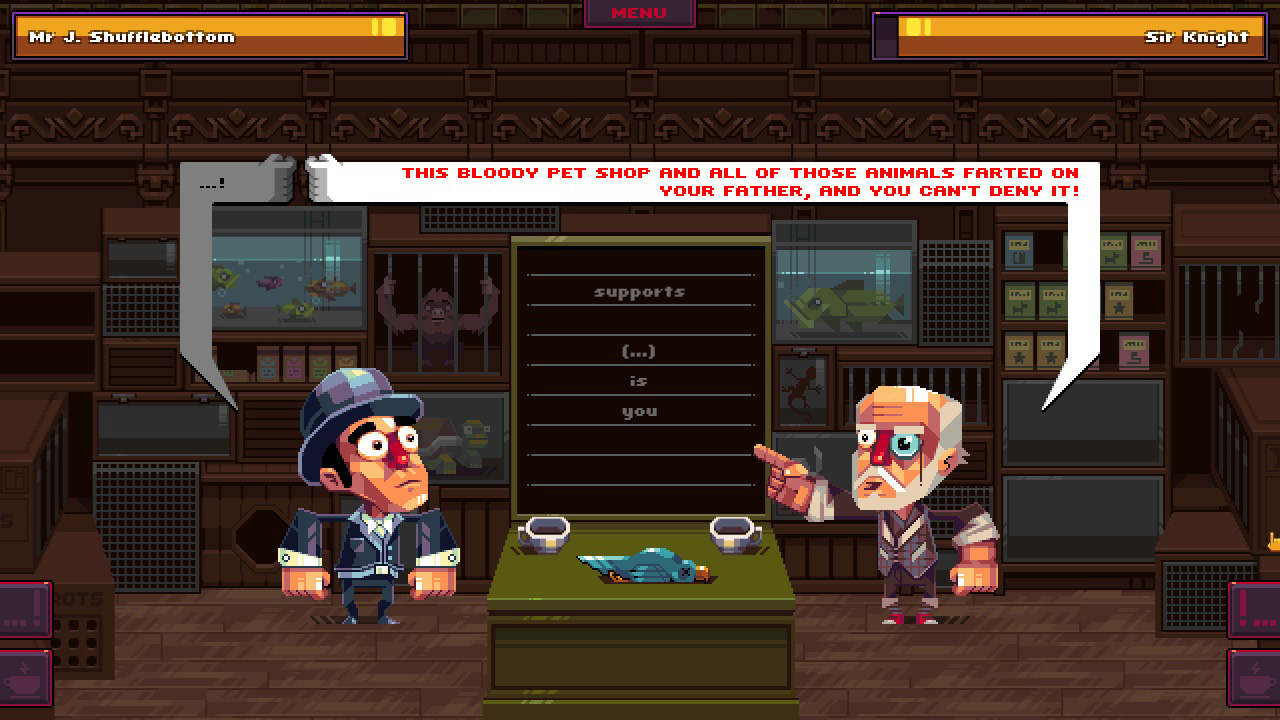 MENU
Mr J. Shufflebottom
Sir Knight
...!
THIS BLOODY PET SHOP AND ALL OF THOSE ANIMALS FARTED ON
YOUR FATHER, AND YOU CAN'T DENY IT!
supports
(...)
is
you